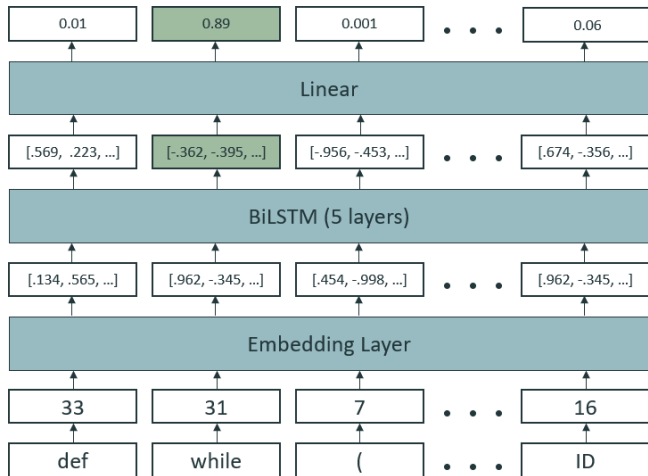 0.01 0.89 0.001 • • • 0.06
Linear
[.569, .223, ...] [-.362, -.395, ...] [-.956, -.453, ...] • • • [.674, -.356, ...]
BiLSTM (5 layers)
[.134, .565, ...] [.962, -.345, ...] [.454, -.998, ...] • • • [.962, -.345, ...]
Embedding Layer
33 31 7 • • • 16
def while ( • • • ID